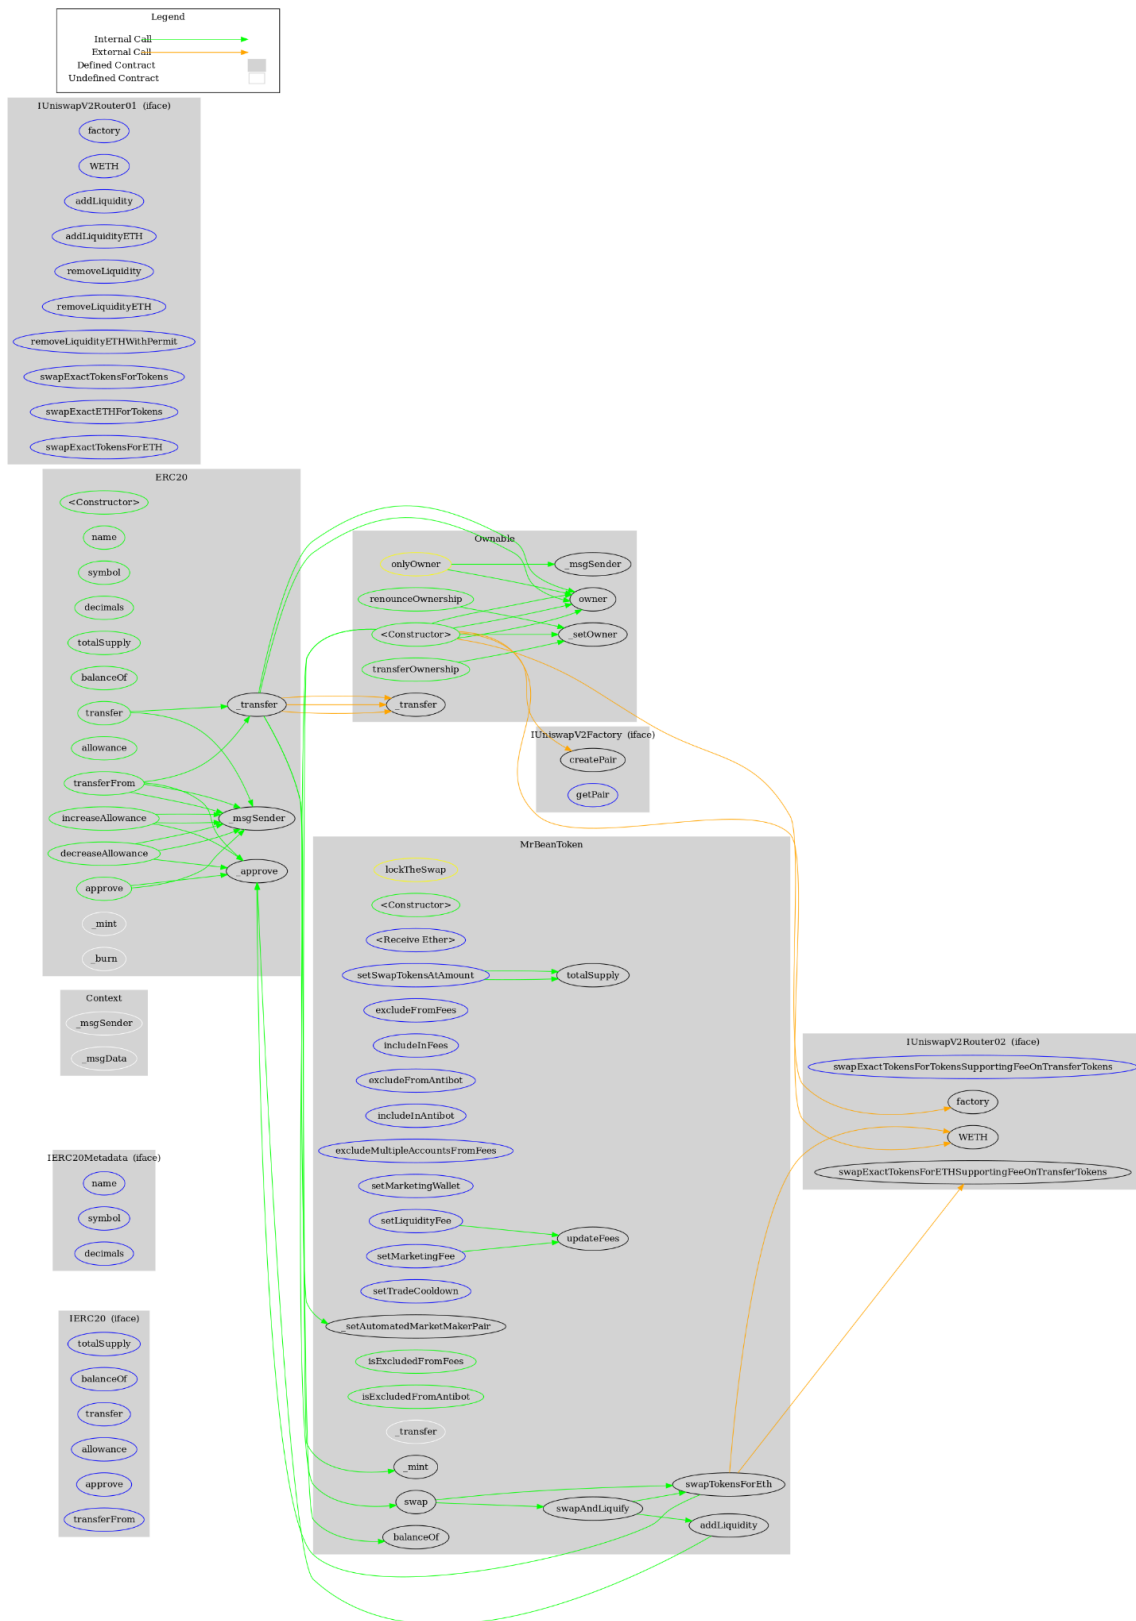 Legend
Internal Call
External Call
Defined Contract
Undefined Contract
IUniswapV2Router01 (iface)
factory
WETH
addLiquidity
addLiquidityETH
removeLiquidity
removeLiquidityETH
removeLiquidityETHWithPermit
swapExactTokensForTokens
swapExactETHForTokens
swapExactTokensForETH
ERC20
<Constructor>
name
symbol
decimals
totalSupply
balanceOf
transfer
allowance
transferFrom
increaseAllowance
decreaseAllowance
approve
_mint
_burn
_transfer
_msgSender
_approve
Ownable
onlyOwner
renounceOwnership
<Constructor>
transferOwnership
_transfer
_msgSender
owner
_setOwner
IUniswapV2Factory (iface)
createPair
getPair
MrBeanToken
lockTheSwap
<Constructor>
<Receive Ether>
setSwapTokensAtAmount
totalSupply
excludeFromFees
includeInFees
excludeFromAntibot
includeInAntibot
excludeMultipleAccountsFromFees
setMarketingWallet
setLiquidityFee
setMarketingFee
updateFees
setTradeCooldown
_setAutomatedMarketMakerPair
isExcludedFromFees
isExcludedFromAntibot
_transfer
_mint
swap
balanceOf
swapAndLiquify
swapTokensForEth
addLiquidity
IUniswapV2Router02 (iface)
swapExactTokensForTokensSupportingFeeOnTransferTokens
factory
WETH
swapExactTokensForETHSupportingFeeOnTransferTokens
Context
_msgSender
_msgData
IERC20Metadata (iface)
name
symbol
decimals
IERC20 (iface)
totalSupply
balanceOf
transfer
allowance
approve
transferFrom